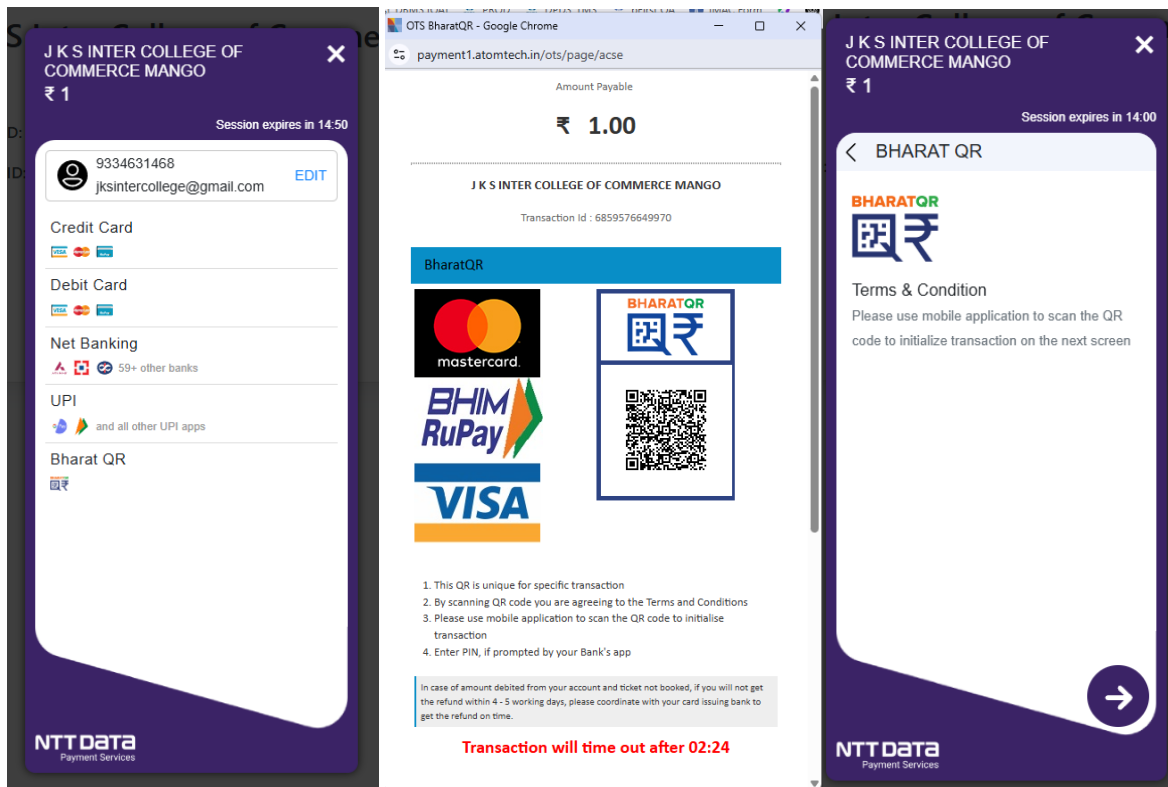 J K S INTER COLLEGE OF
COMMERCE MANGO
₹ 1
Session expires in 14:50
9334631468
jksintercollege@gmail.com
EDIT
Credit Card
VISA
Debit Card
VISA
Net Banking
59+ other banks
UPI
and all other UPI apps
Bharat QR
NTT DATA
Payment Services
OTS BharatQR - Google Chrome
payment1.atomtech.in/ots/page/acse
Amount Payable
₹ 1.00
J K S INTER COLLEGE OF COMMERCE MANGO
Transaction Id : 6859576649970
BharatQR
mastercard.
BHIM
RuPay
VISA
BHARATQR
1. This QR is unique for specific transaction
2. By scanning QR code you are agreeing to the Terms and Conditions
3. Please use mobile application to scan the QR code to initialise
transaction
4. Enter PIN, if prompted by your Bank's app
In case of amount debited from your account and ticket not booked, if you will not get
the refund within 4 - 5 working days, please coordinate with your card issuing bank to
get the refund on time.
Transaction will time out after 02:24
J K S INTER COLLEGE OF
COMMERCE MANGO
₹ 1
Session expires in 14:00
BHARAT QR
BHARATQR
Terms & Condition
Please use mobile application to scan the QR
code to initialize transaction on the next screen
NTT DATA
Payment Services